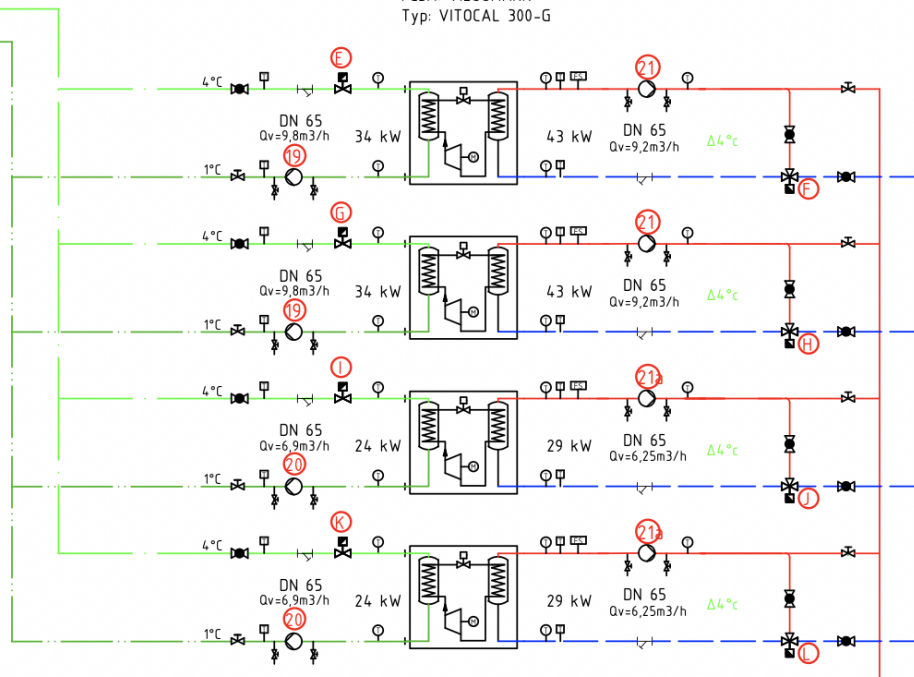 Typ: VITOCAL 300-G
E
21
4°C
T
T
T
T
FS
T
DN 65
Qv=9,8m3/h
34 kW
43 kW
DN 65
Qv=9,2m3/h
Δ4°c
M
19
1°C
T
T
T
T
F
G
21
4°C
T
T
T
T
FS
T
DN 65
Qv=9,8m3/h
34 kW
43 kW
DN 65
Qv=9,2m3/h
Δ4°c
M
19
1°C
T
T
T
T
H
I
21a
4°C
T
T
T
T
FS
T
DN 65
Qv=6,9m3/h
24 kW
29 kW
DN 65
Qv=6,25m3/h
Δ4°c
M
20
1°C
T
T
T
T
J
K
21a
4°C
T
T
T
T
FS
T
DN 65
Qv=6,9m3/h
24 kW
29 kW
DN 65
Qv=6,25m3/h
Δ4°c
M
20
1°C
T
T
T
T
L